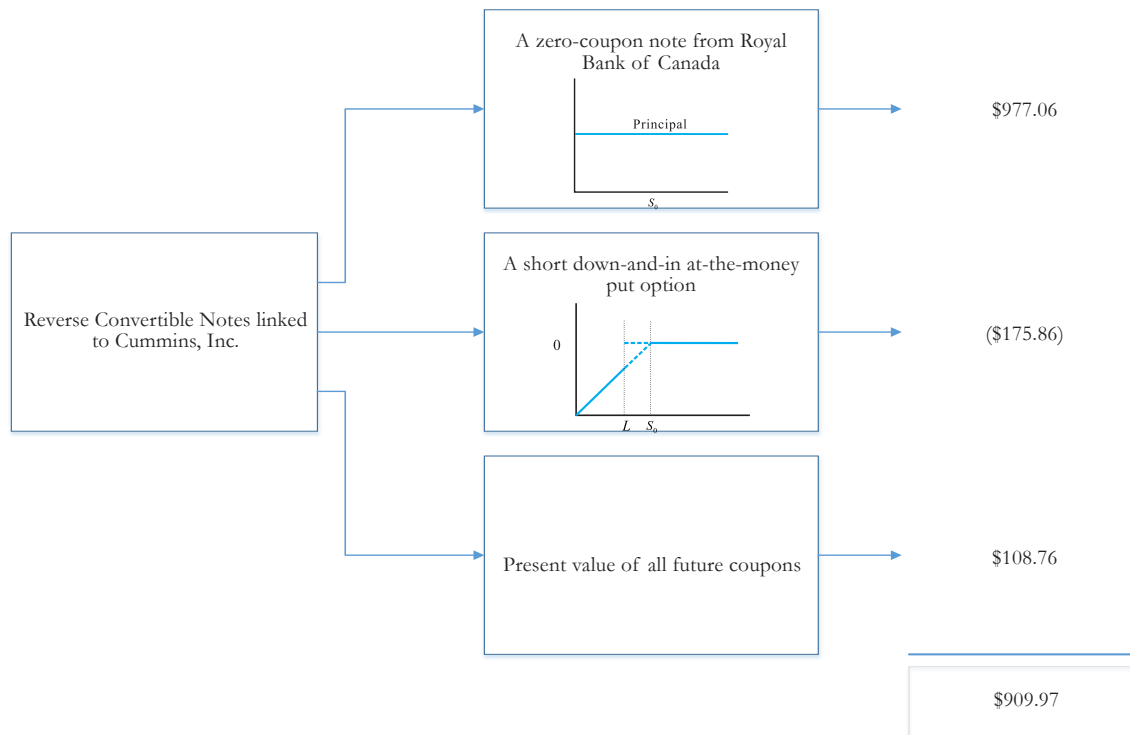 A zero-coupon note from Royal
Bank of Canada
Principal
S₀
$977.06
Reverse Convertible Notes linked
to Cummins, Inc.
A short down-and-in at-the-money
put option
0
L S₀
($175.86)
Present value of all future coupons
$108.76
$909.97